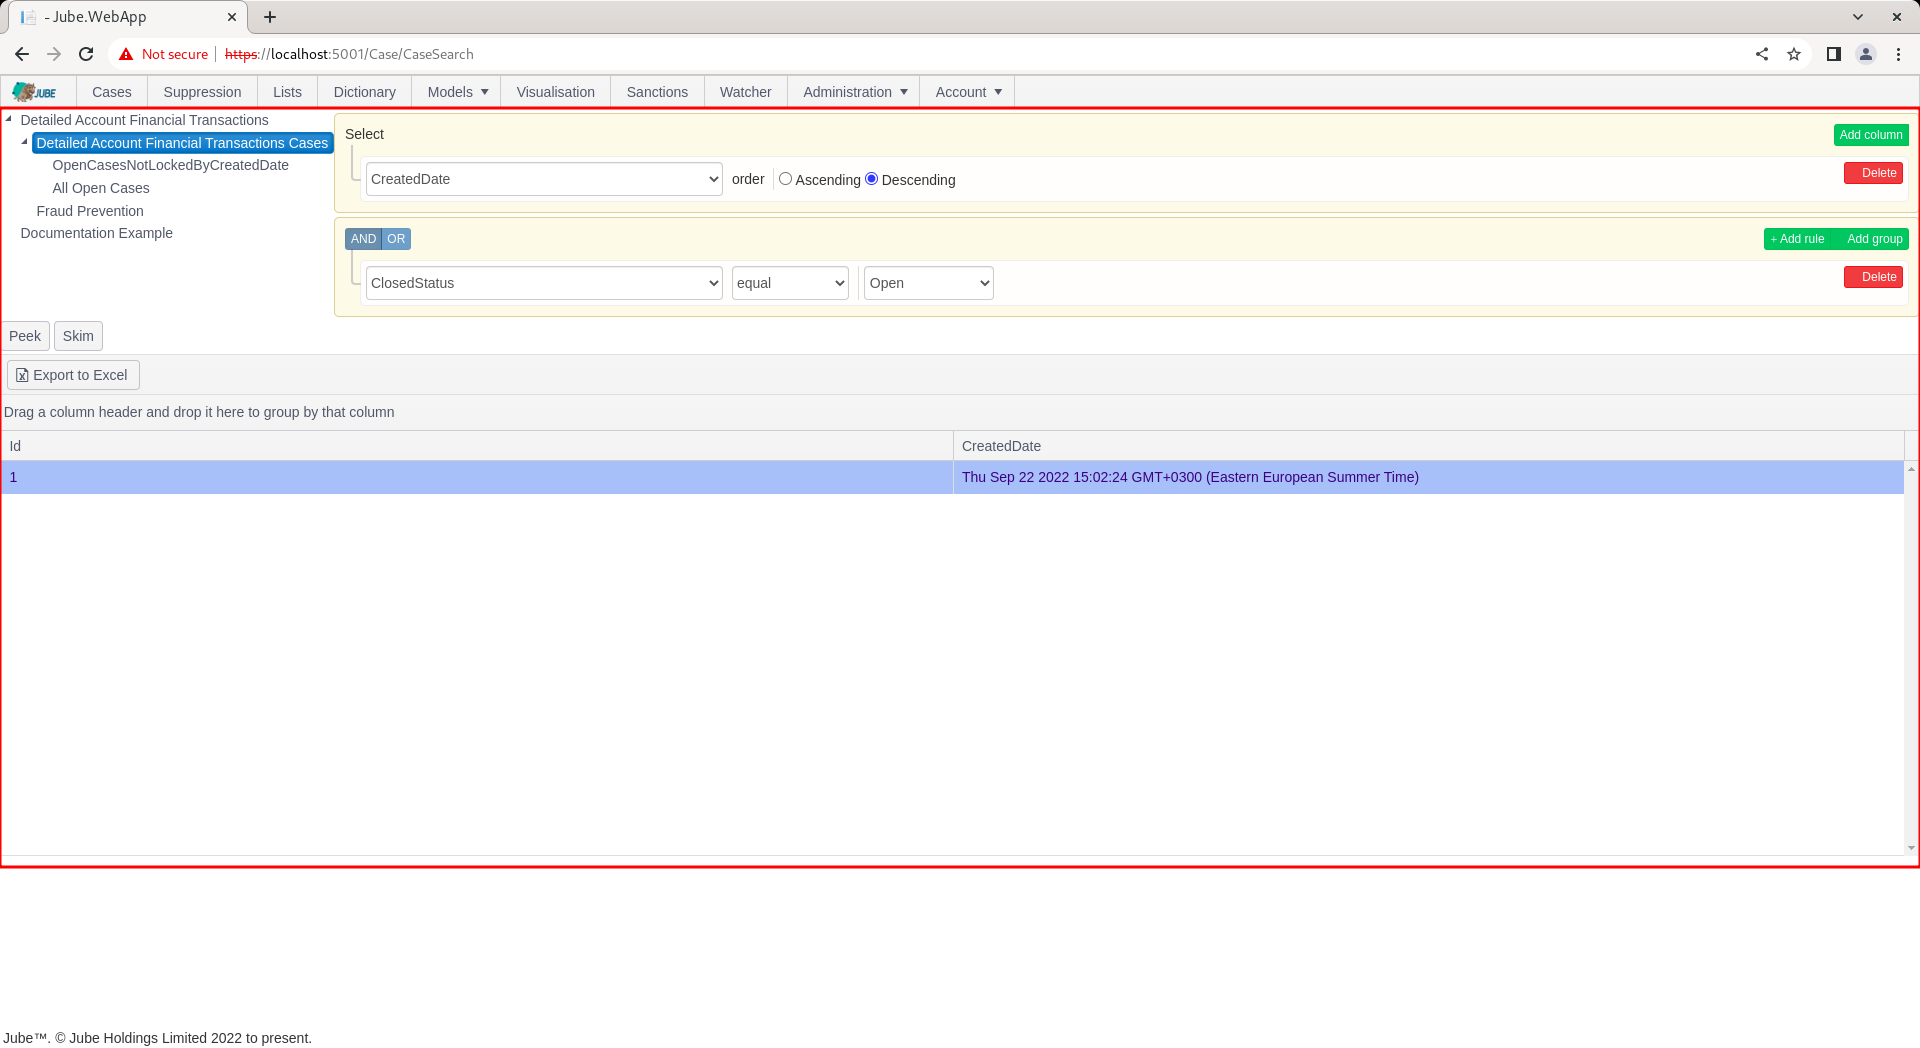 - Jube.WebApp
Not secure https://localhost:5001/Case/CaseSearch
JUBE Cases Suppression Lists Dictionary Models Visualisation Sanctions Watcher Administration Account
Detailed Account Financial Transactions
Detailed Account Financial Transactions Cases
OpenCasesNotLockedByCreatedDate
All Open Cases
Fraud Prevention
Documentation Example
Select Add column
CreatedDate order Ascending Descending Delete
AND OR + Add rule Add group
ClosedStatus equal Open Delete
Peek Skim
Export to Excel
Drag a column header and drop it here to group by that column
Id CreatedDate
1 Thu Sep 22 2022 15:02:24 GMT+0300 (Eastern European Summer Time)
Jube™. © Jube Holdings Limited 2022 to present.